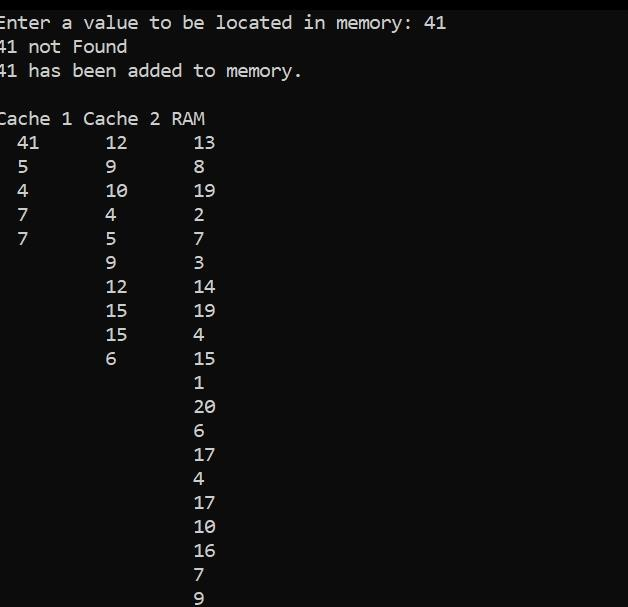 Enter a value to be located in memory: 41
41 not Found
41 has been added to memory.
Cache 1 Cache 2 RAM
41 12 13
5 9 8
4 10 19
7 4 2
7 5 7
9 3
12 14
15 19
15 4
6 15
1
20
6
17
4
17
10
16
7
9